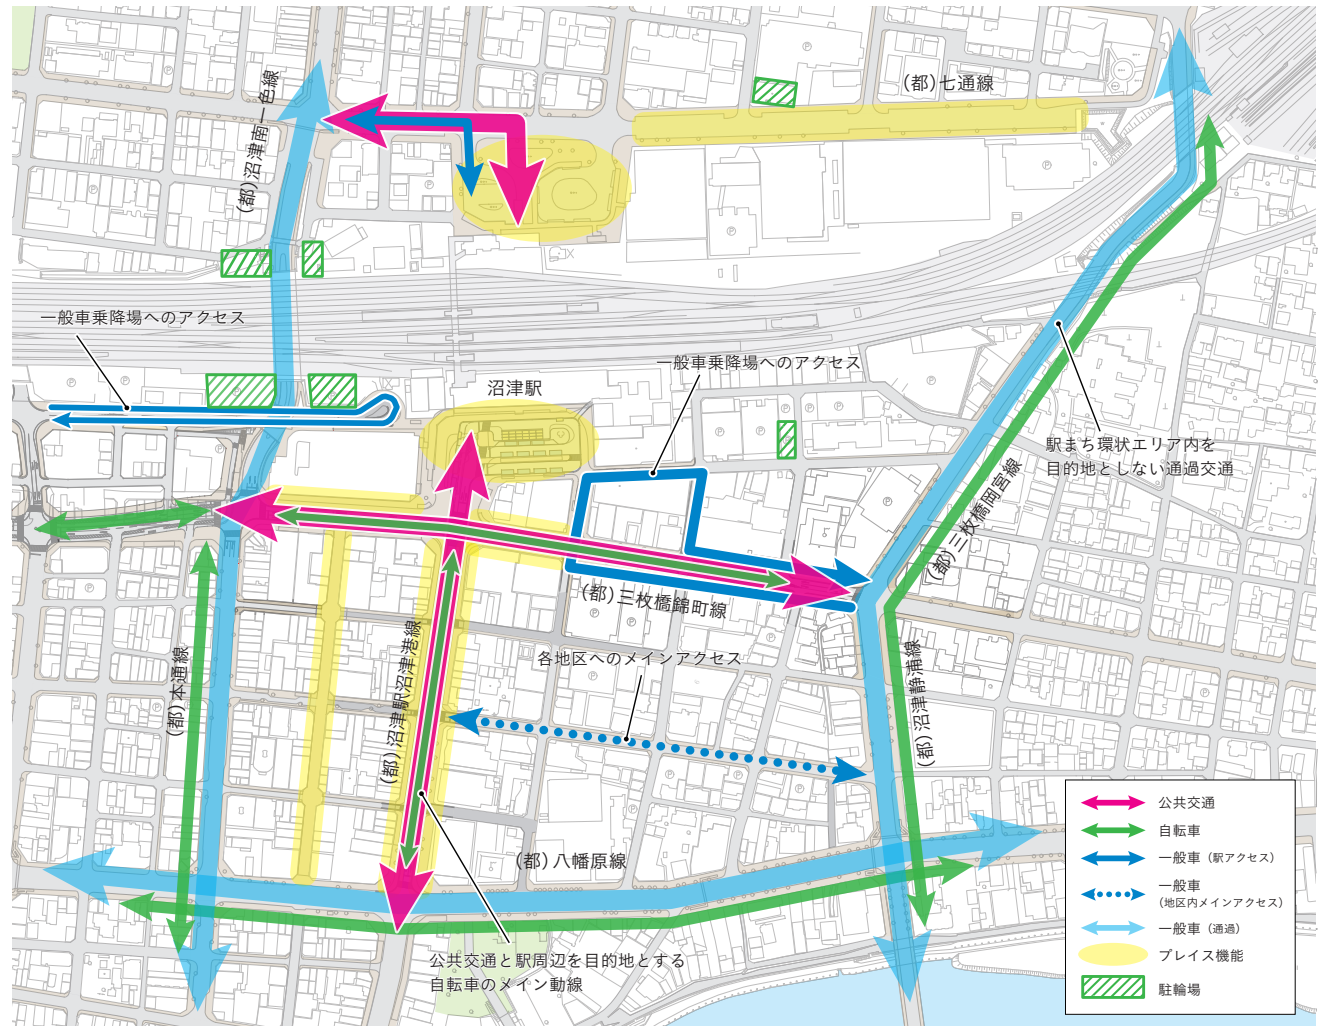 (都)七通線
(都)沼津南一色線
一般車乗降場へのアクセス
一般車乗降場へのアクセス
沼津駅
駅まち環状エリア内を
目的地としない通過交通
(都)三枚橋岡宮線
(都)三枚橋錦町線
(都)本通線
(都)沼津駅沼津港線
各地区へのメインアクセス
(都)沼津静浦線
(都)八幡原線
公共交通と駅周辺を目的地とする
自転車のメイン動線
公共交通
自転車
一般車(駅アクセス)
一般車
(地区内メインアクセス)
一般車(通過)
プレイス機能
駐輪場